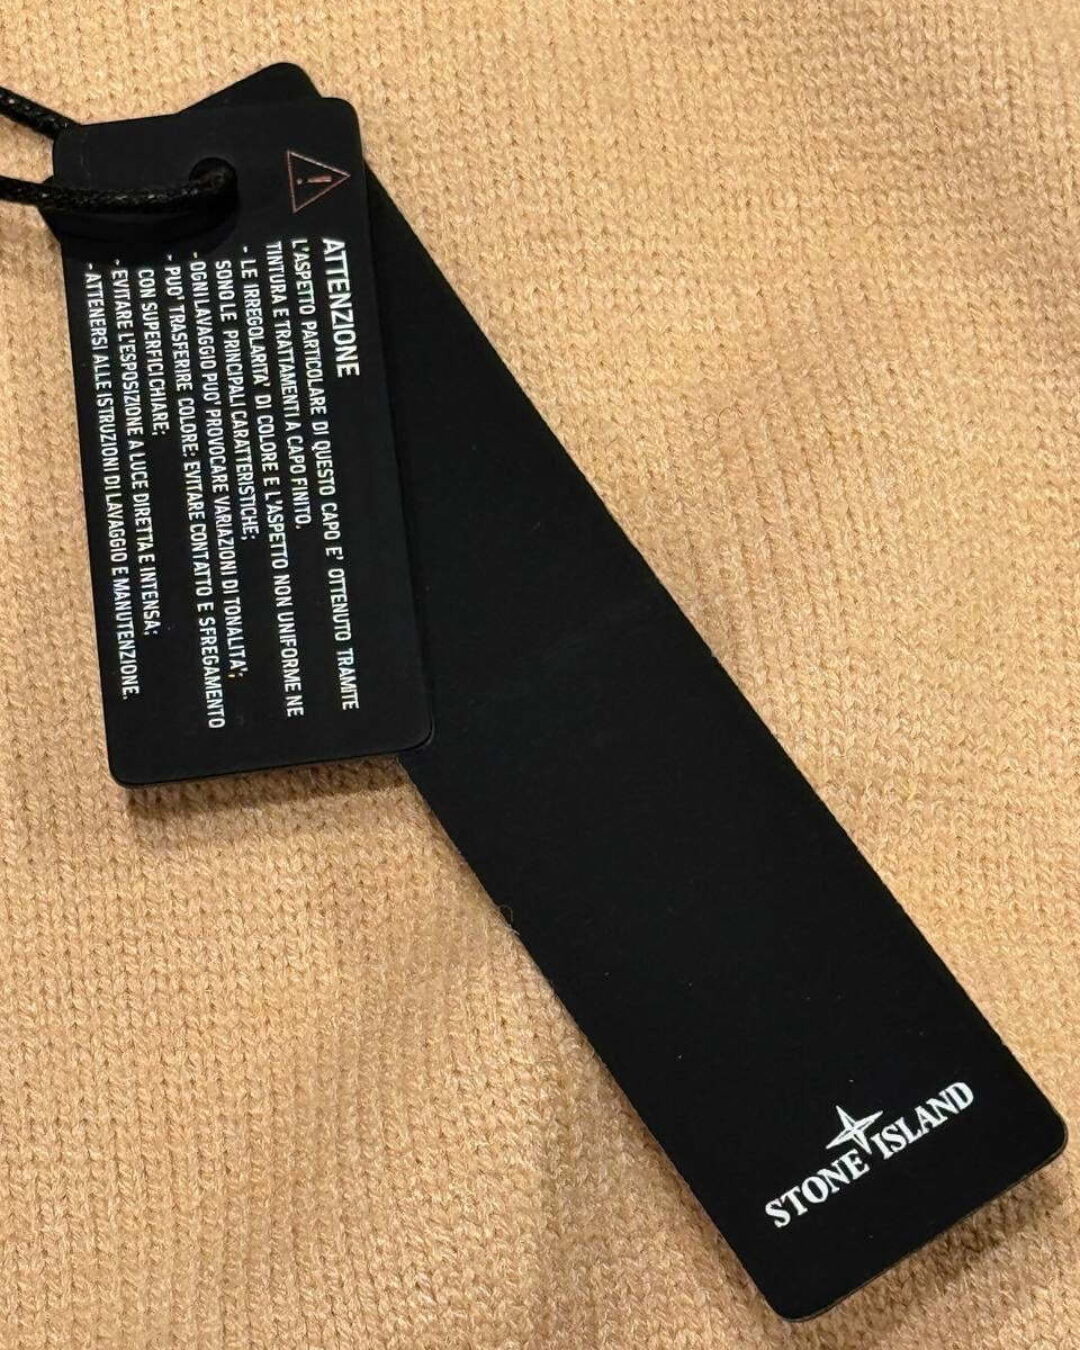 ATTENZIONE
L'ASPETTO PARTICOLARE DI QUESTO CAPO E' OTTENUTO TRAMITE
TINTURA E TRATTAMENTI A CAPO FINITO.
- LE IRREGOLARITA' DI COLORE E L'ASPETTO NON UNIFORME NE
SONO LE PRINCIPALI CARATTERISTICHE;
- OGNI LAVAGGIO PUO' PROVOCARE VARIAZIONI DI TONALITA';
- PUO' TRASFERIRE COLORE: EVITARE CONTATTO E SFREGAMENTO
CON SUPERFICI CHIARE;
- EVITARE L'ESPOSIZIONE A LUCE DIRETTA E INTENSA;
- ATTENERSI ALLE ISTRUZIONI DI LAVAGGIO E MANUTENZIONE.
STONE ISLAND